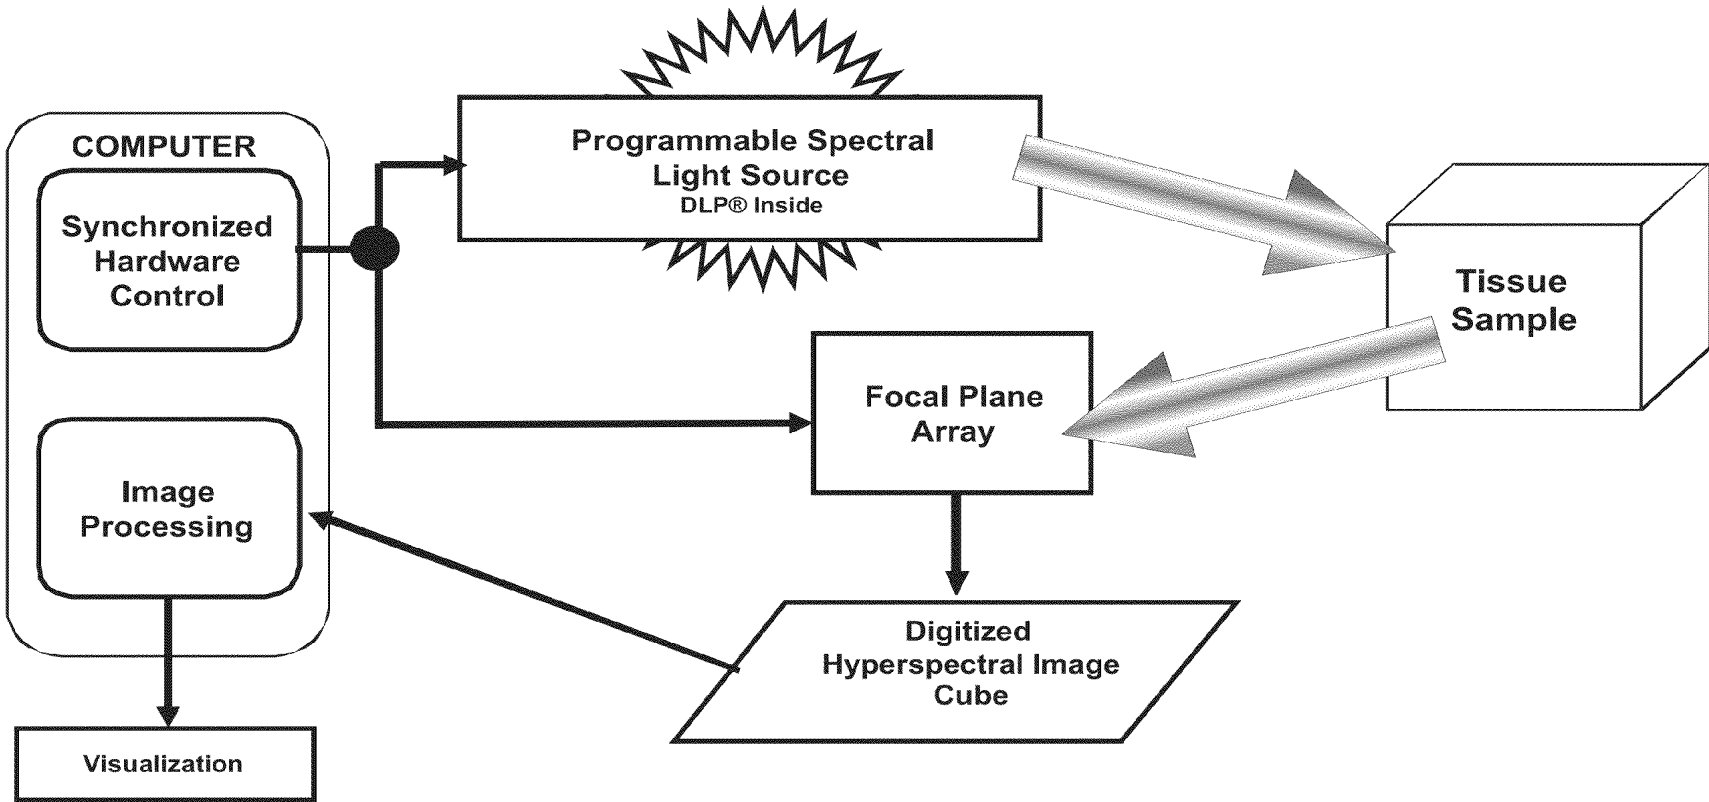 COMPUTER
Synchronized
Hardware
Control
Programmable Spectral
Light Source
DLP® Inside
Tissue
Sample
Focal Plane
Array
Image
Processing
Digitized
Hyperspectral Image
Cube
Visualization